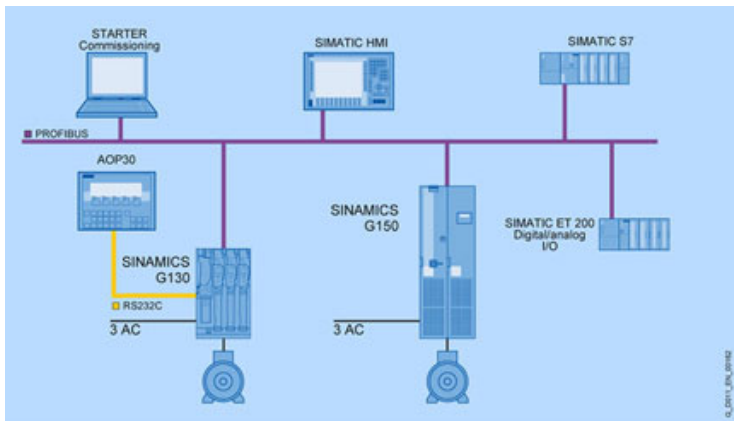 STARTER
Commissioning
SIMATIC HMI
SIMATIC S7
PROFIBUS
AOP30
SINAMICS
G150
SIMATIC ET 200
Digital/analog
I/O
SINAMICS
G130
RS232C
3 AC
3 AC
G_D011_EN_00162